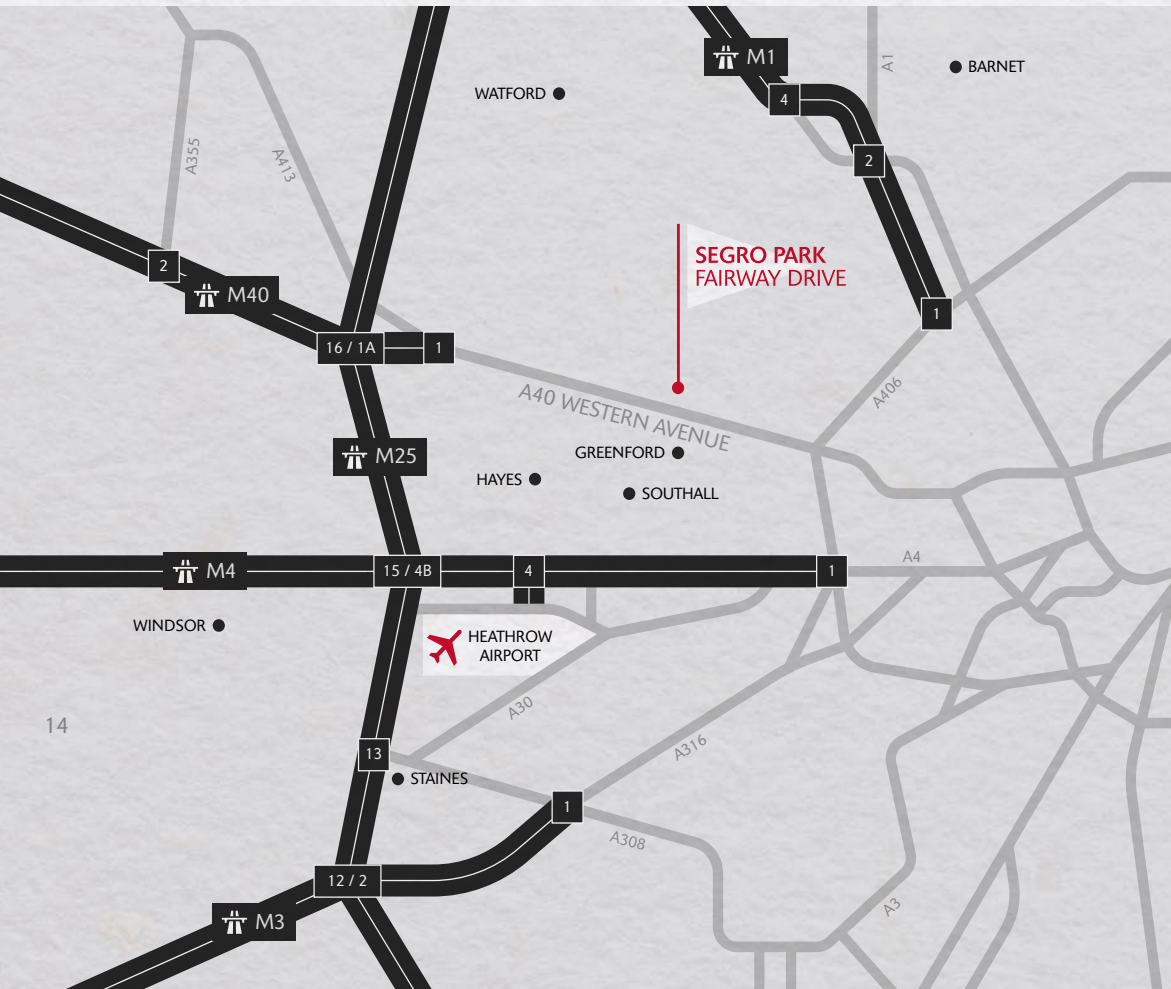 M1
A1
BARNET
WATFORD
4
A355
A413
2
SEGRO PARK
FAIRWAY DRIVE
2
M40
1
16 / 1A
1
A40 WESTERN AVENUE
A406
M25
GREENFORD
HAYES
SOUTHALL
A4
M4
15 / 4B
4
1
WINDSOR
HEATHROW
AIRPORT
A30
14
A316
13
STAINES
1
A308
12 / 2
A3
M3